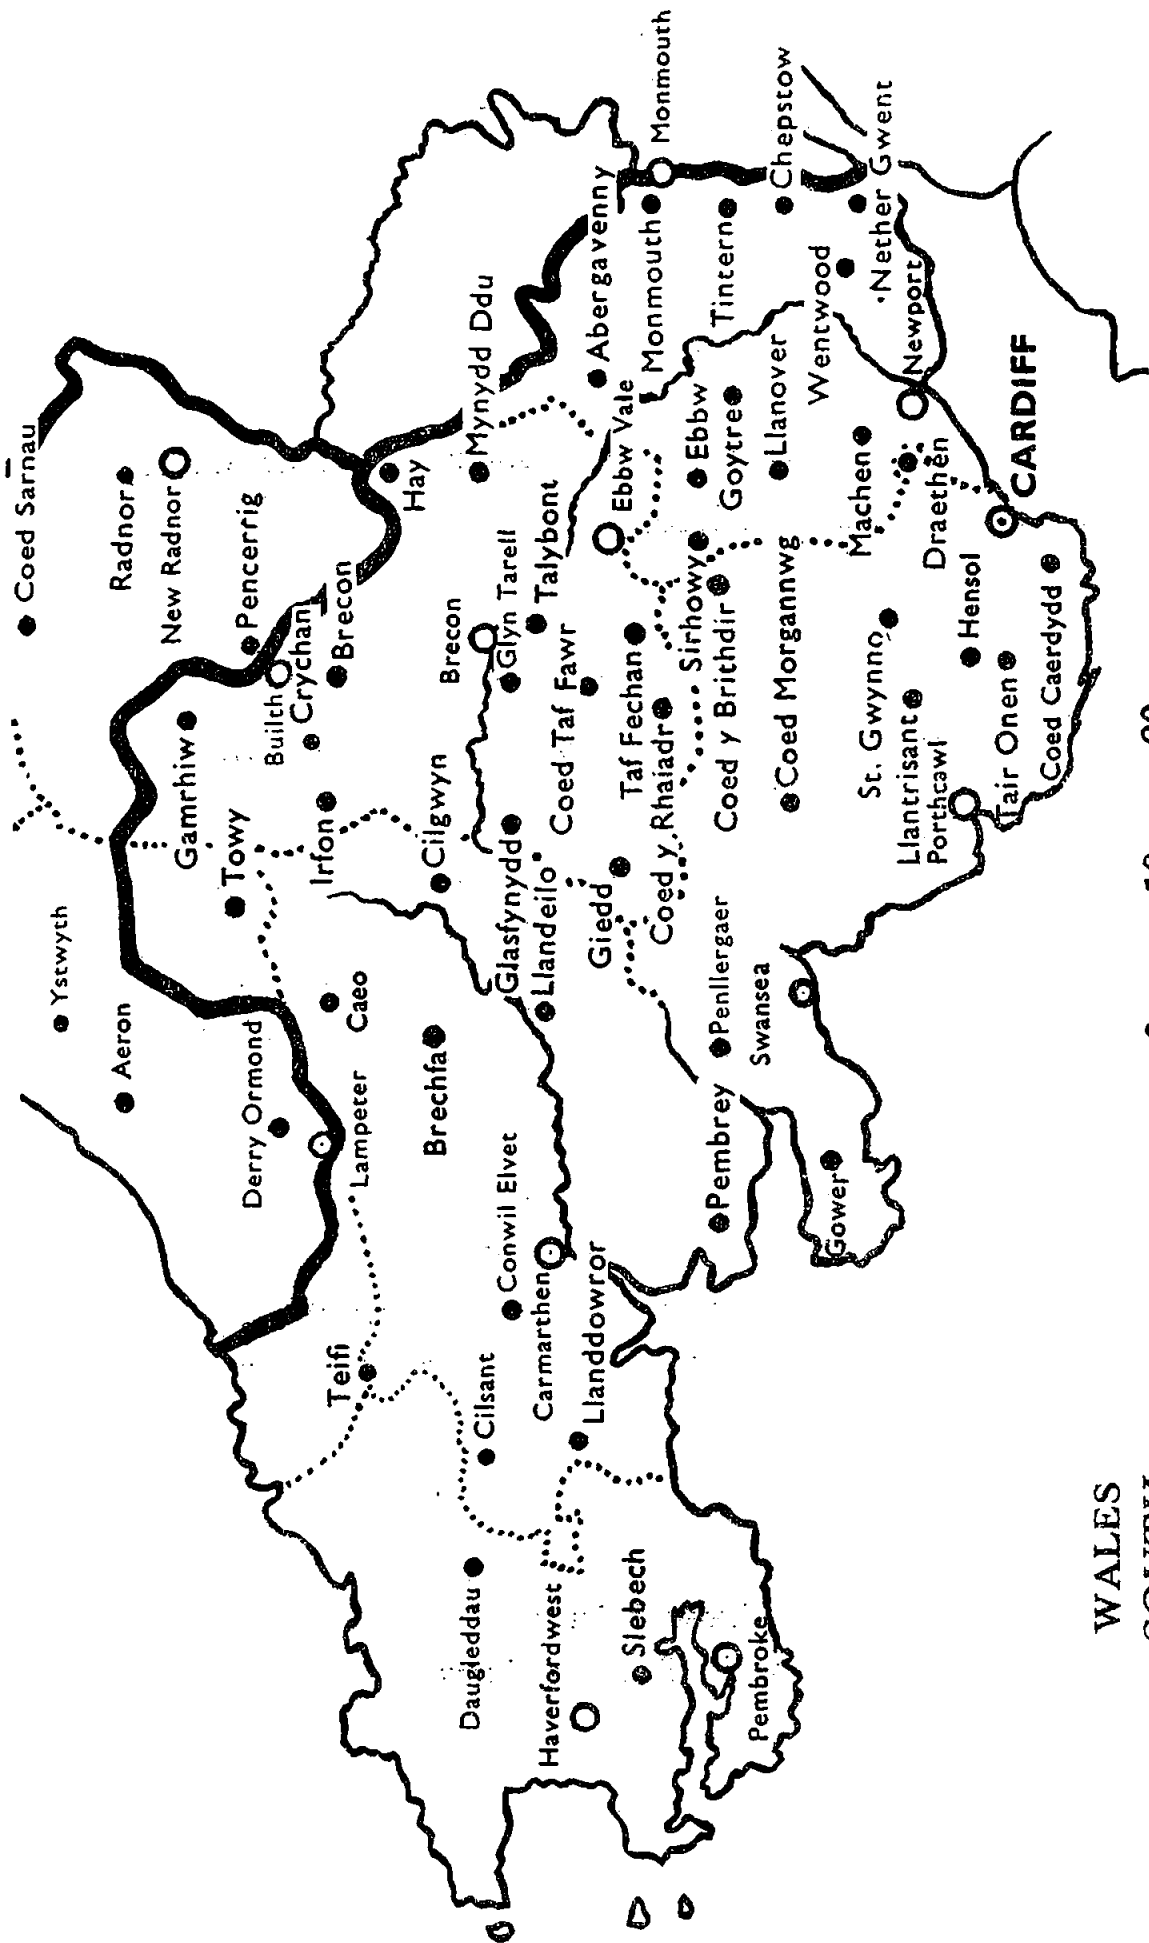 Coed Sarnau
Ystwyth
Radnor
Aeron
New Radnor
Gamrhiw
Pencerrig
Towy
Derry Ormond
Builth
Crychan
Irfon
Brecon
Caeo
Lampeter
Teifi
Hay
Cilgwyn
Brechfa
Brecon
Mynydd Ddu
Daugleddau
Cilsant
Conwil Elvet
Glasfynydd
Glyn Tarell
Talybont
Llandeilo
Carmarthen
Haverfordwest
Coed Taf Fawr
Llanddowror
Giedd
Abergavenny
Ebbw Vale
Taf Fechan
Slebech
Coed y Rhaiadr
Monmouth
Monmouth
Sirhowy
Ebbw
Pembrey
Penllergaer
Coed y Brithdir
Goytre
Tintern
Pembroke
Swansea
Coed Morgannwg
Llanover
Chepstow
Wentwood
Gower
St. Gwynno
Machen
Nether Gwent
Llantrisant
Porthcawl
Newport
Draethen
Hensol
Tair Onen
CARDIFF
Coed Caerdydd
WALES